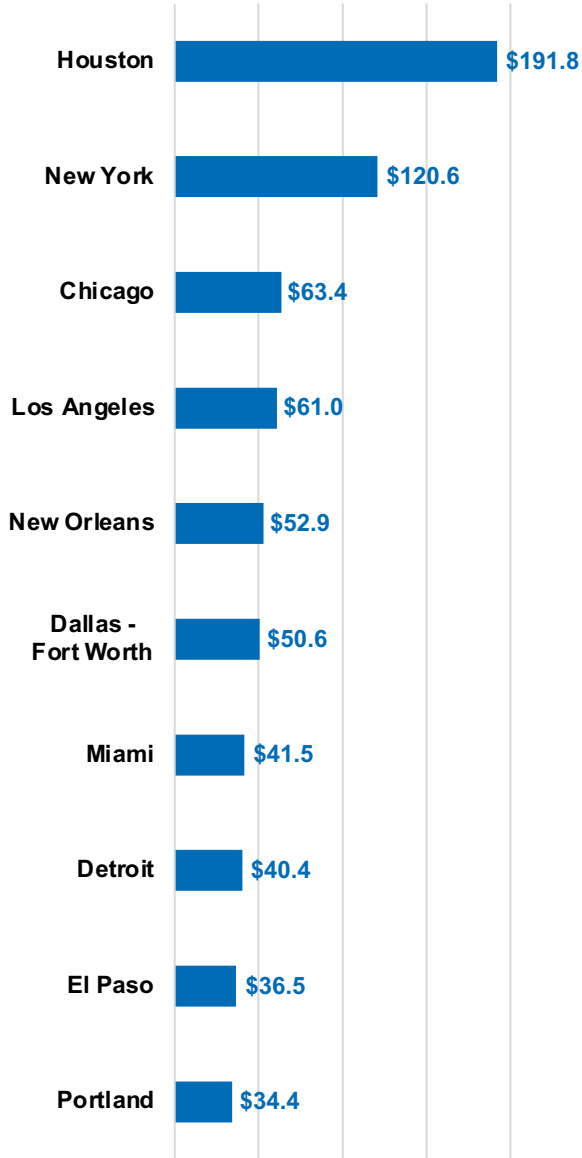 Houston $191.8
New York $120.6
Chicago $63.4
Los Angeles $61.0
New Orleans $52.9
Dallas -
Fort Worth $50.6
Miami $41.5
Detroit $40.4
El Paso $36.5
Portland $34.4